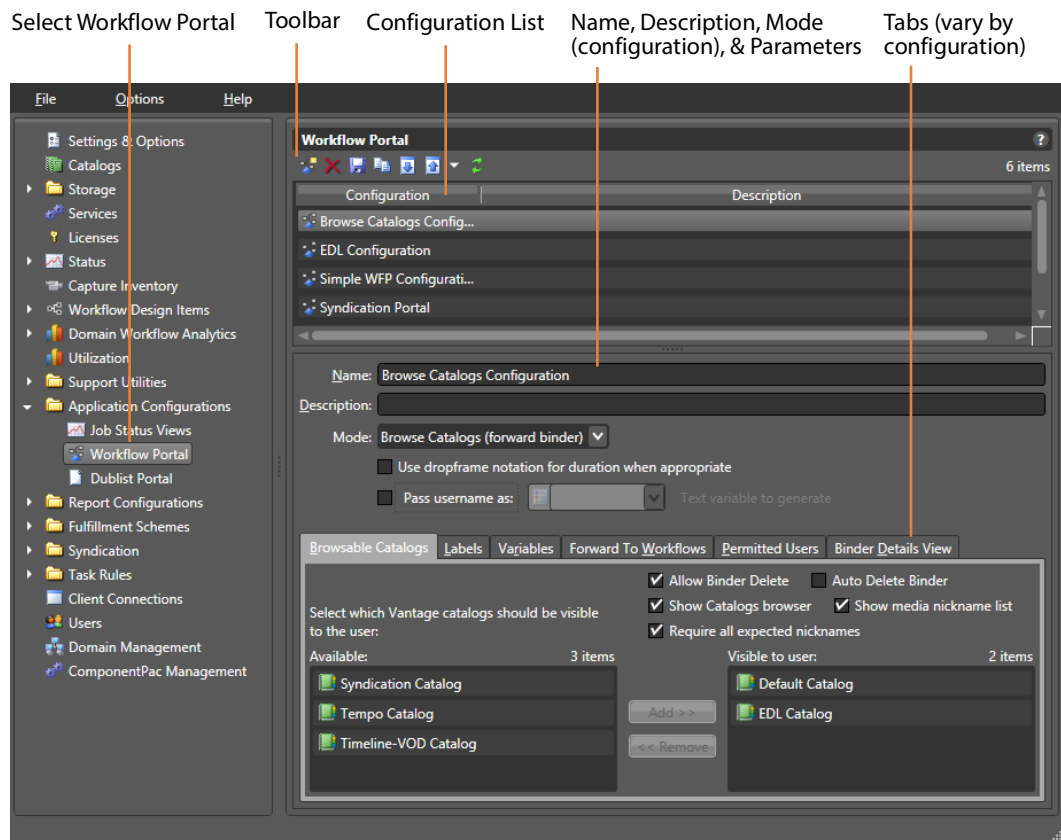 Select Workflow Portal
Toolbar
Configuration List
Name, Description, Mode
(configuration), & Parameters
Tabs (vary by
configuration)
File Options Help
Settings & Options
Catalogs
Storage
Services
Licenses
Status
Capture Inventory
Workflow Design Items
Domain Workflow Analytics
Utilization
Support Utilities
Application Configurations
Job Status Views
Workflow Portal
Dublist Portal
Report Configurations
Fulfillment Schemes
Syndication
Task Rules
Client Connections
Users
Domain Management
ComponentPac Management
Workflow Portal ?
6 items
Configuration Description
Browse Catalogs Config...
EDL Configuration
Simple WFP Configurati...
Syndication Portal
Name: Browse Catalogs Configuration
Description:
Mode: Browse Catalogs (forward binder)
Use dropframe notation for duration when appropriate
Pass username as: Text variable to generate
Browsable Catalogs Labels Variables Forward To Workflows Permitted Users Binder Details View
Allow Binder Delete Auto Delete Binder
Show Catalogs browser Show media nickname list
Require all expected nicknames
Select which Vantage catalogs should be visible
to the user:
Available: 3 items
Syndication Catalog
Tempo Catalog
Timeline-VOD Catalog
Add >>
<< Remove
Visible to user: 2 items
Default Catalog
EDL Catalog